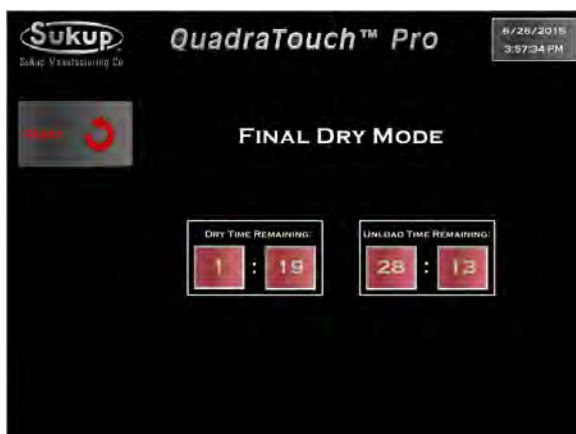 Sukup
QuadraTouch™ Pro
6/26/2015
3:57:34 PM
Sukup Manufacturing Co
RESET
FINAL DRY MODE
DRY TIME REMAINING:
1 : 19
UNLOAD TIME REMAINING:
28 : 13